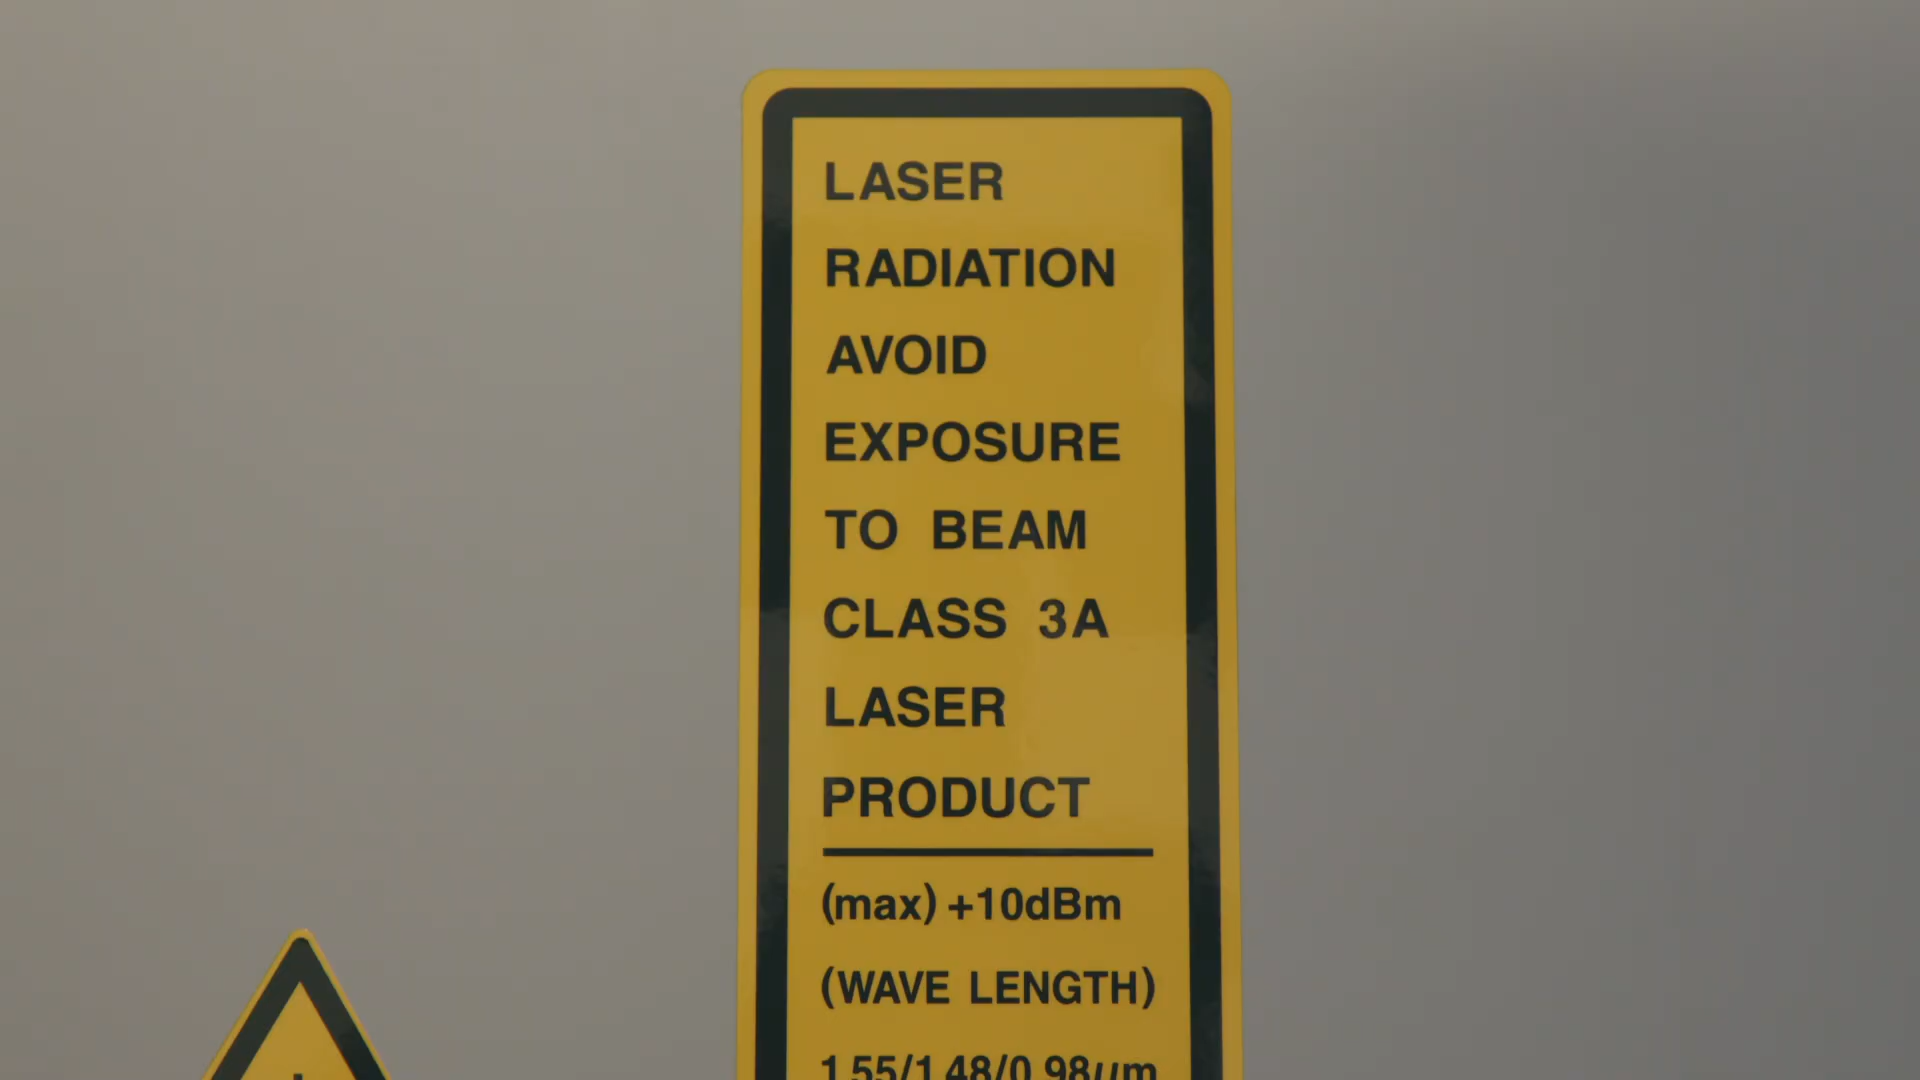 LASER
RADIATION
AVOID
EXPOSURE
TO BEAM
CLASS 3A
LASER
PRODUCT
(max) +10dBm
(WAVE LENGTH)
1.55/1.48/0.98µm